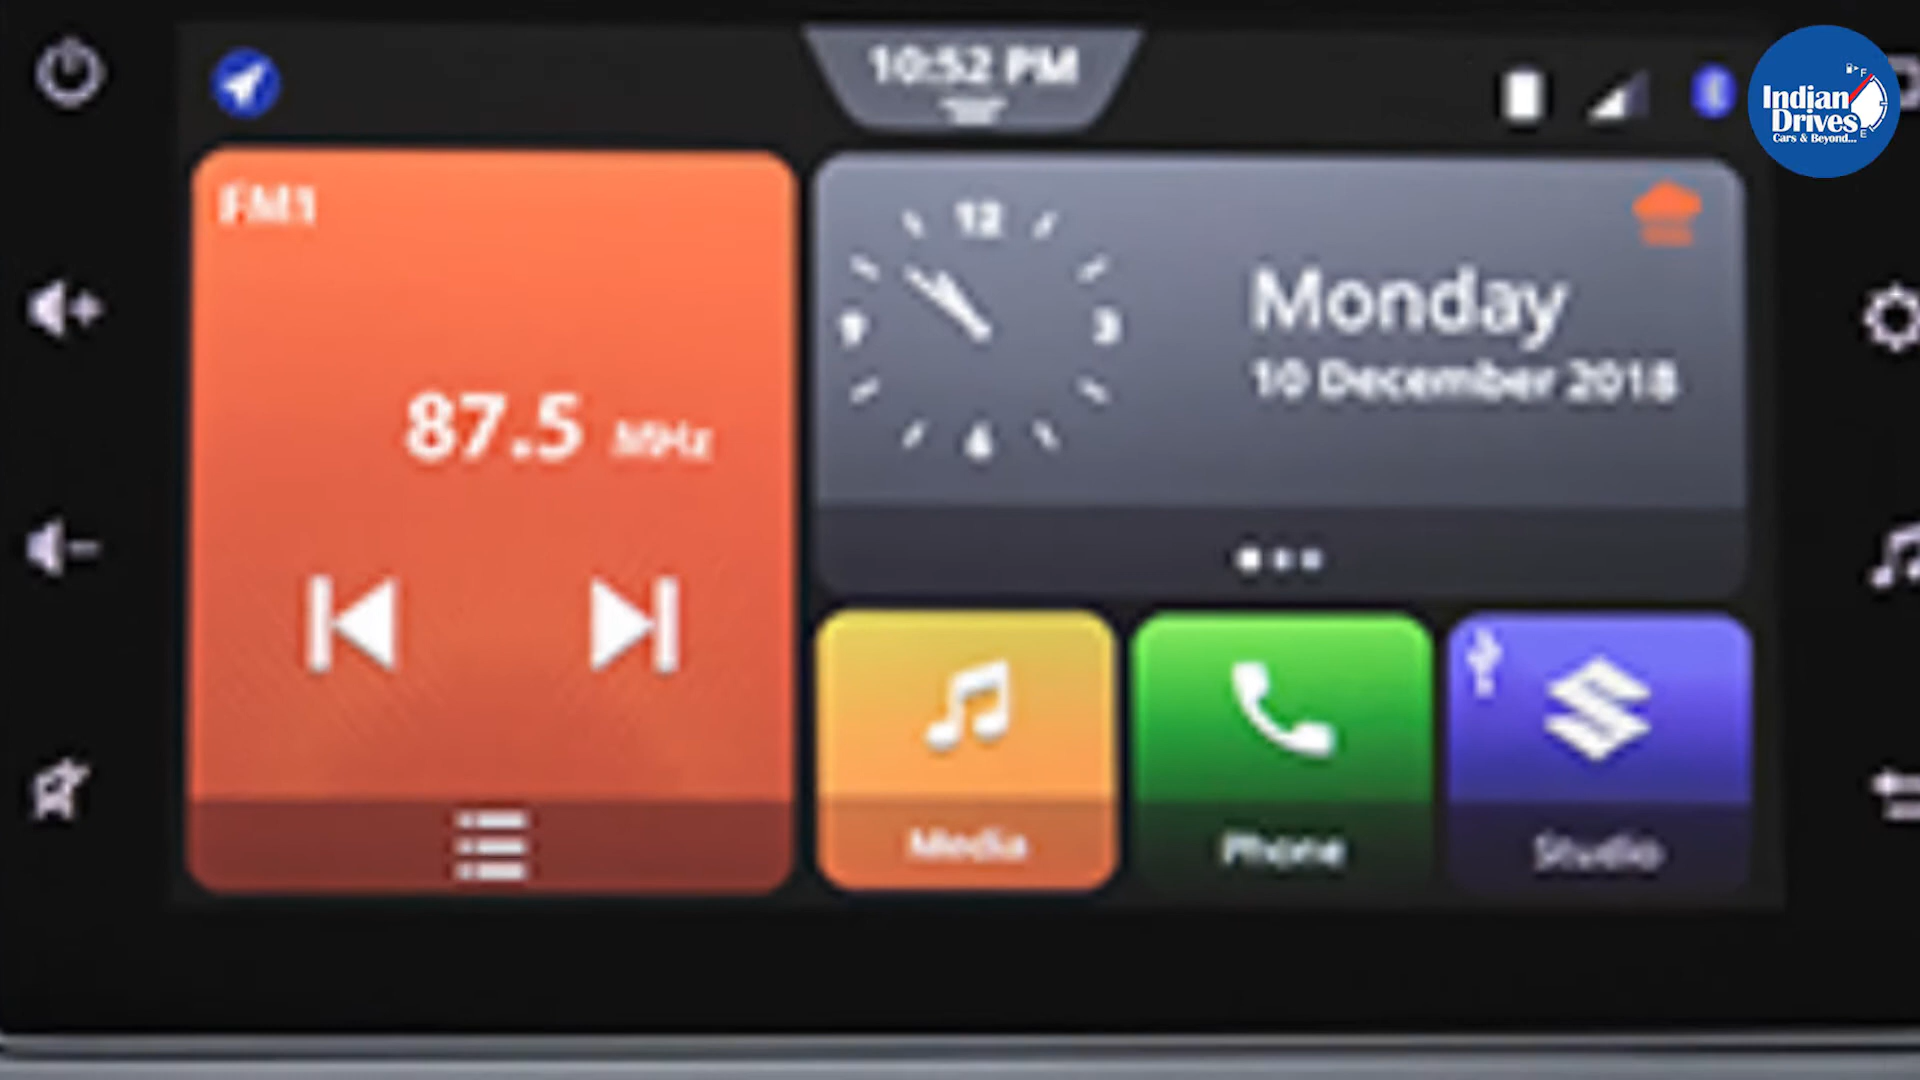 10:52 PM
Indian
Drives
Cars & Beyond...
F
E
FM1
87.5 MHz
12
9
3
6
Monday
10 December 2018
Media
Phone
Studio